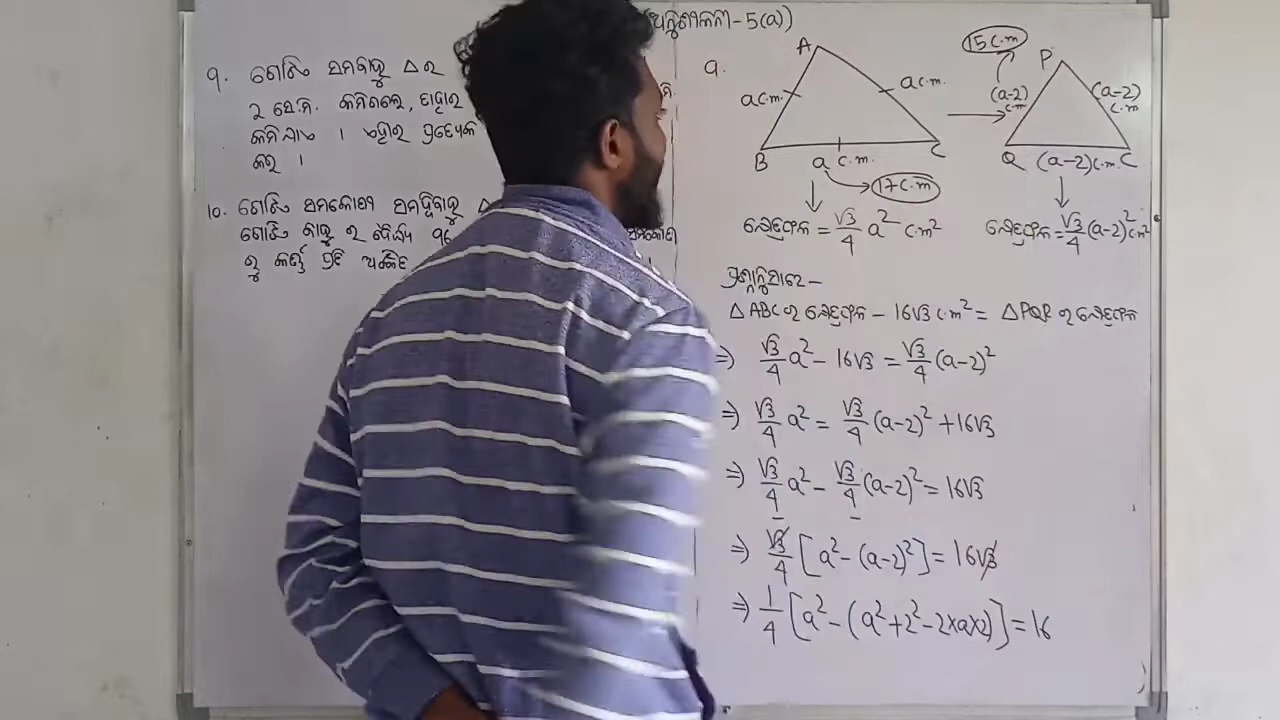 ଅନୁଶୀଳନୀ-5(a))
୨. ଗୋଟିଏ ସମବାହୁ Δ ର
2 ସେ.ମି. କମିଗଲେ, ତାହାର
କମିଯାଏ । ଏହାର ପ୍ରତ୍ୟେକ
କର ।
10. ଗୋଟିଏ ସମକୋଣୀ ସମଦ୍ବିବାହୁ
ଗୋଟିଏ ବାହୁ ର ଦୈର୍ଘ୍ୟ
ରୁ କର୍ଣ୍ଣ ପ୍ରତି ଅଙ୍କିତ
9.
A
a c.m.
a c.m.
B a c.m. C
17 c.m
15 c.m
P
(a-2) c.m
(a-2) c.m
Q (a-2) c.m. C
କ୍ଷେତ୍ରଫଳ = √3/4 a² c.m²
କ୍ଷେତ୍ରଫଳ = √3/4 (a-2)² c.m²
ପ୍ରଶ୍ନାନୁସାରେ –
Δ ABC ର କ୍ଷେତ୍ରଫଳ – 16√3 c.m² = Δ PQR ର କ୍ଷେତ୍ରଫଳ
⇒ √3/4 a² – 16√3 = √3/4 (a-2)²
⇒ √3/4 a² = √3/4 (a-2)² + 16√3
⇒ √3/4 a² – √3/4 (a-2)² = 16√3
⇒ √3/4 [a² – (a-2)²] = 16√3
⇒ 1/4 [a² – (a² + 2² – 2×a×2)] = 16